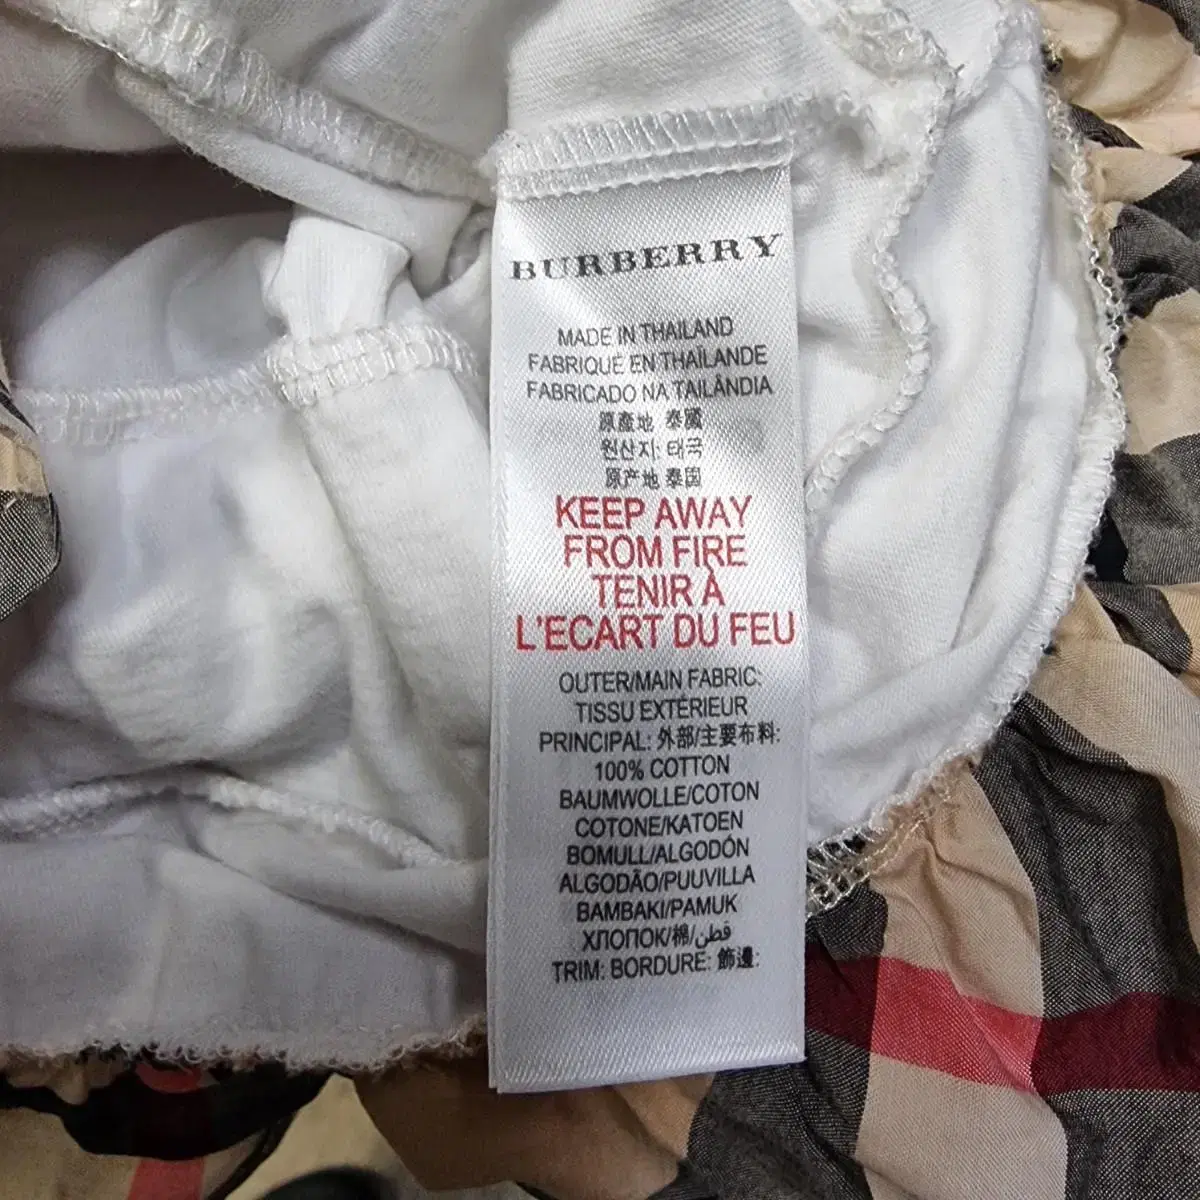 BURBERRY
MADE IN THAILAND
FABRIQUÉ EN THAÏLANDE
FABRICADO NA TAILÂNDIA
原產地 泰國
원산지: 태국
原产地 泰国
KEEP AWAY
FROM FIRE
TENIR À
L'ECART DU FEU
OUTER/MAIN FABRIC:
TISSU EXTÉRIEUR
PRINCIPAL: 外部/主要布料:
100% COTTON
BAUMWOLLE/COTON
COTONE/KATOEN
BOMULL/ALGODÓN
ALGODÃO/PUUVILLA
BAMBAKI/PAMUK
ХЛОПОК/棉/قطن
TRIM: BORDURE: 飾邊: